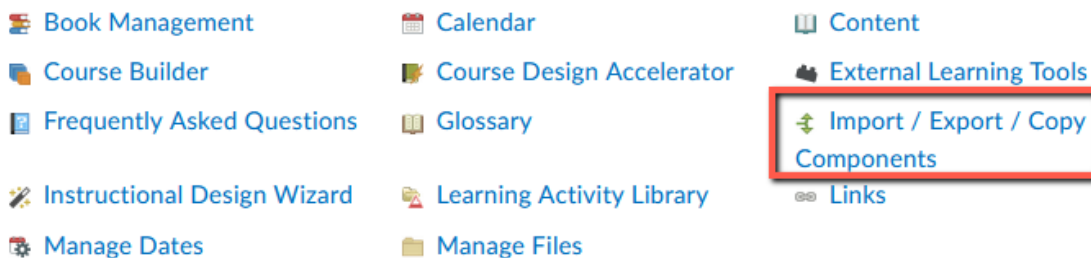 Book Management
Calendar
Content
Course Builder
Course Design Accelerator
External Learning Tools
Frequently Asked Questions
Glossary
Import / Export / Copy
Components
Instructional Design Wizard
Learning Activity Library
Links
Manage Dates
Manage Files